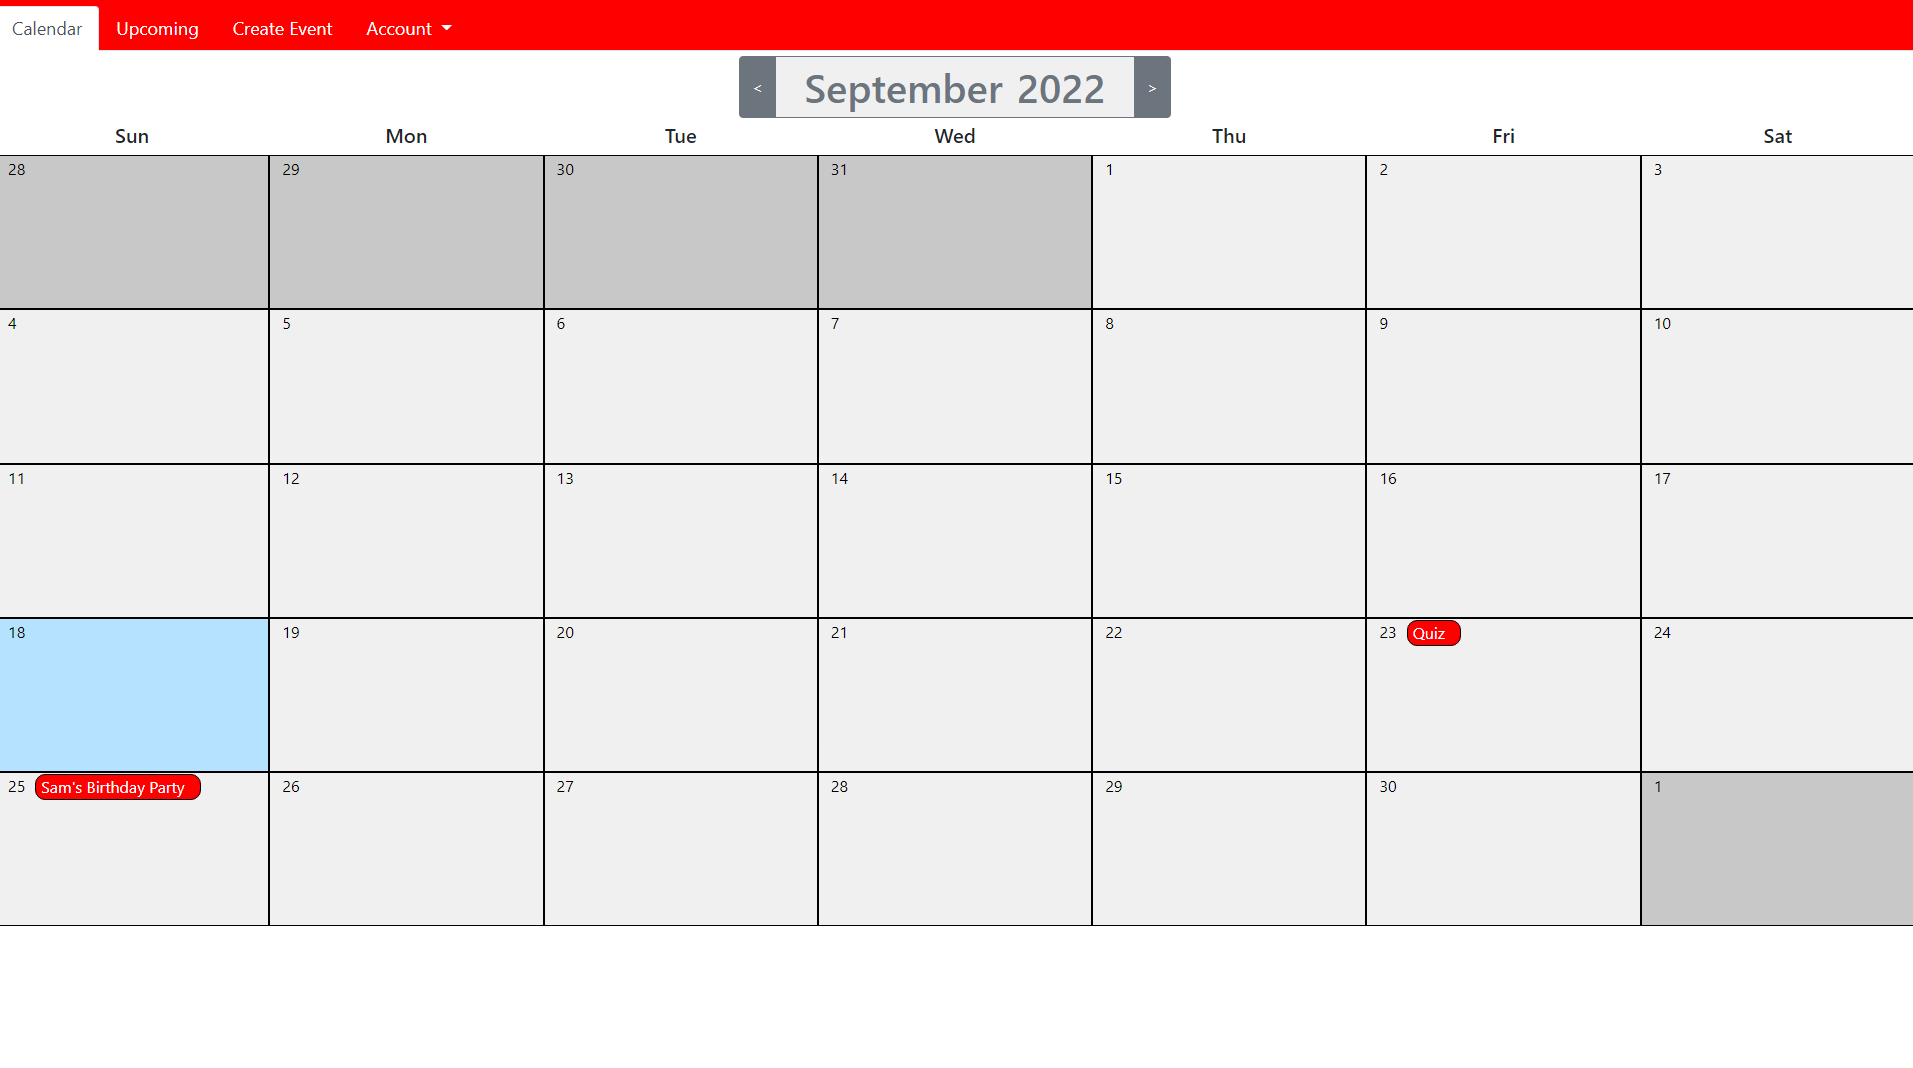 Calendar Upcoming Create Event Account
< September 2022 >
Sun Mon Tue Wed Thu Fri Sat
28 29 30 31 1 2 3
4 5 6 7 8 9 10
11 12 13 14 15 16 17
18 19 20 21 22 23 Quiz 24
25 Sam's Birthday Party 26 27 28 29 30 1